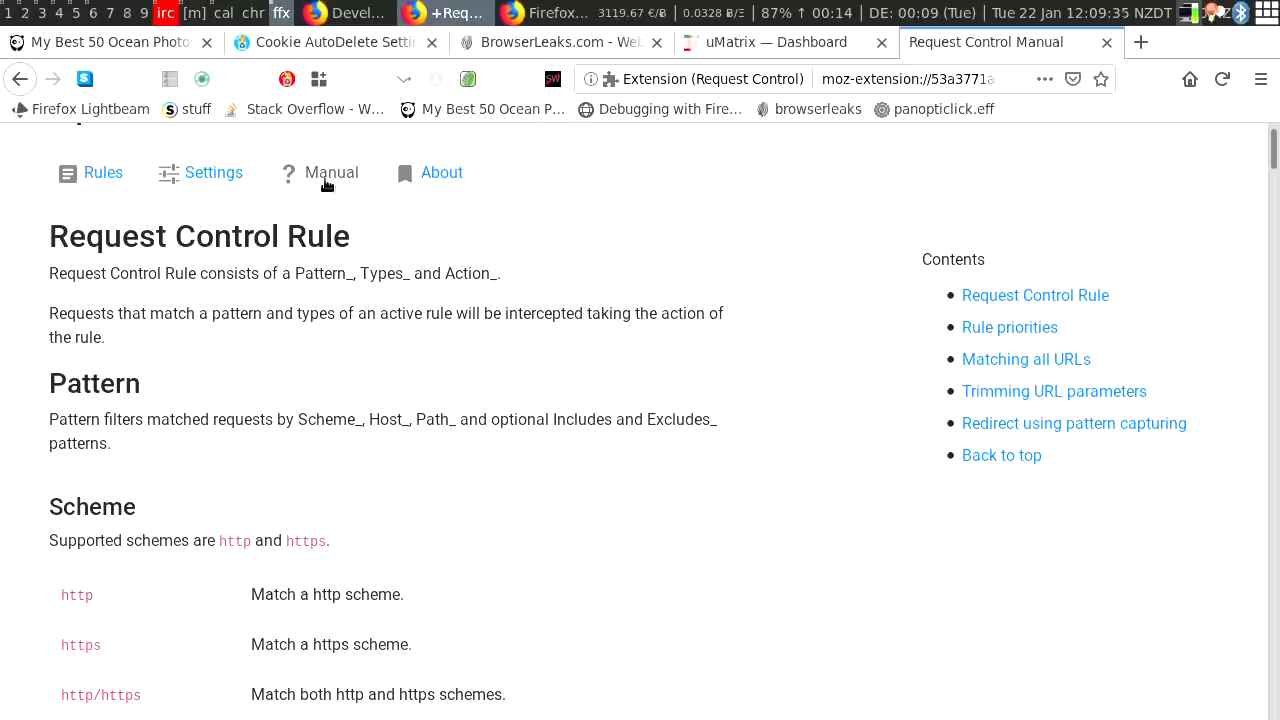 1 2 3 4 5 6 7 8 9 irc [m] cal chr ffx Devel... +Req... Firefox... 3119.67 €/B 0.0328 B/Ξ 87% ↑ 00:14 E: 00:09 (Tue) Tue 22 Jan 12:09:35 NZDT
My Best 50 Ocean Photo
Cookie AutoDelete Setti
BrowserLeaks.com - Web
uMatrix — Dashboard
Request Control Manual
Extension (Request Control) moz-extension://53a3771a
Firefox Lightbeam
stuff
Stack Overflow - W...
My Best 50 Ocean P...
Debugging with Fire...
browserleaks
panopticlick.eff
Rules Settings Manual About
Request Control Rule
Request Control Rule consists of a Pattern_, Types_ and Action_.
Requests that match a pattern and types of an active rule will be intercepted taking the action of
the rule.
Pattern
Pattern filters matched requests by Scheme_, Host_, Path_ and optional Includes and Excludes_
patterns.
Scheme
Supported schemes are http and https.
http Match a http scheme.
https Match a https scheme.
http/https Match both http and https schemes.
Contents
Request Control Rule
Rule priorities
Matching all URLs
Trimming URL parameters
Redirect using pattern capturing
Back to top